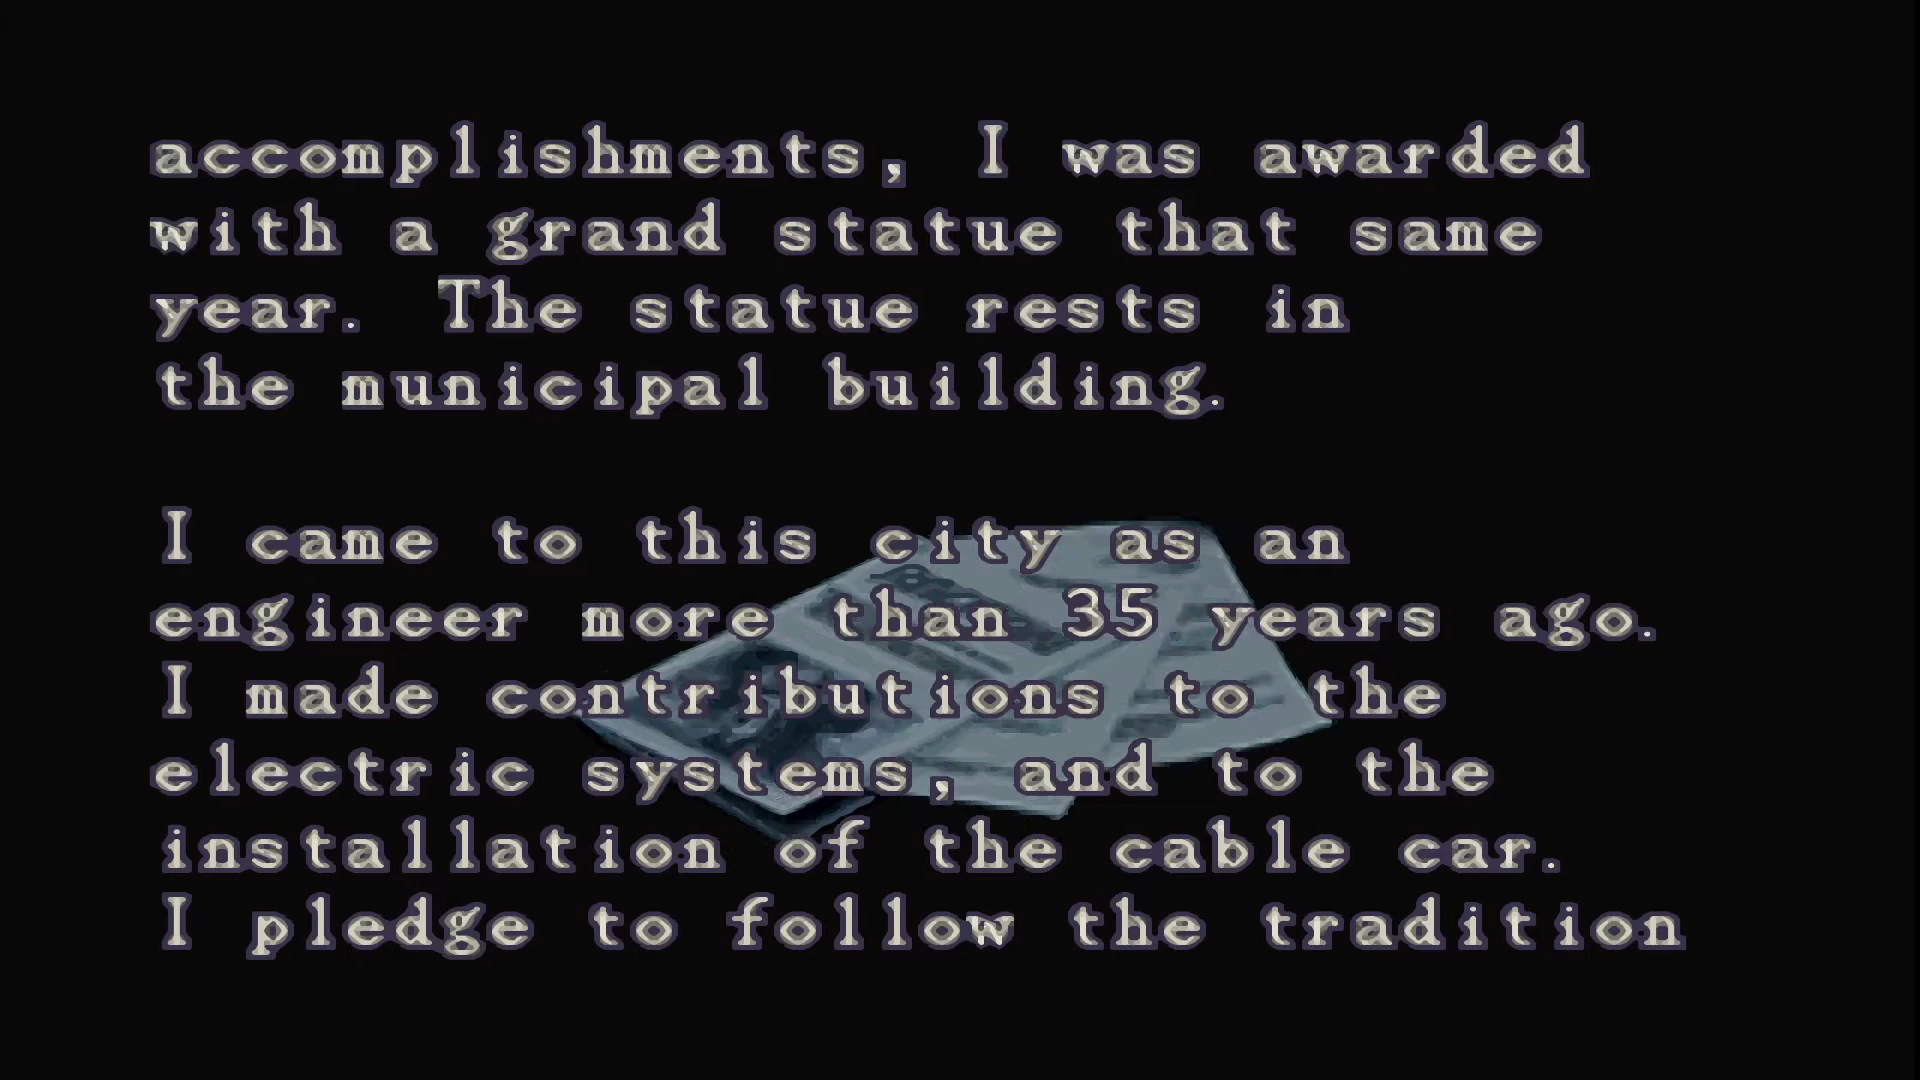 accomplishments, I was awarded
with a grand statue that same
year. The statue rests in
the municipal building.
I came to this city as an
engineer more than 35 years ago.
I made contributions to the
electric systems, and to the
installation of the cable car.
I pledge to follow the tradition